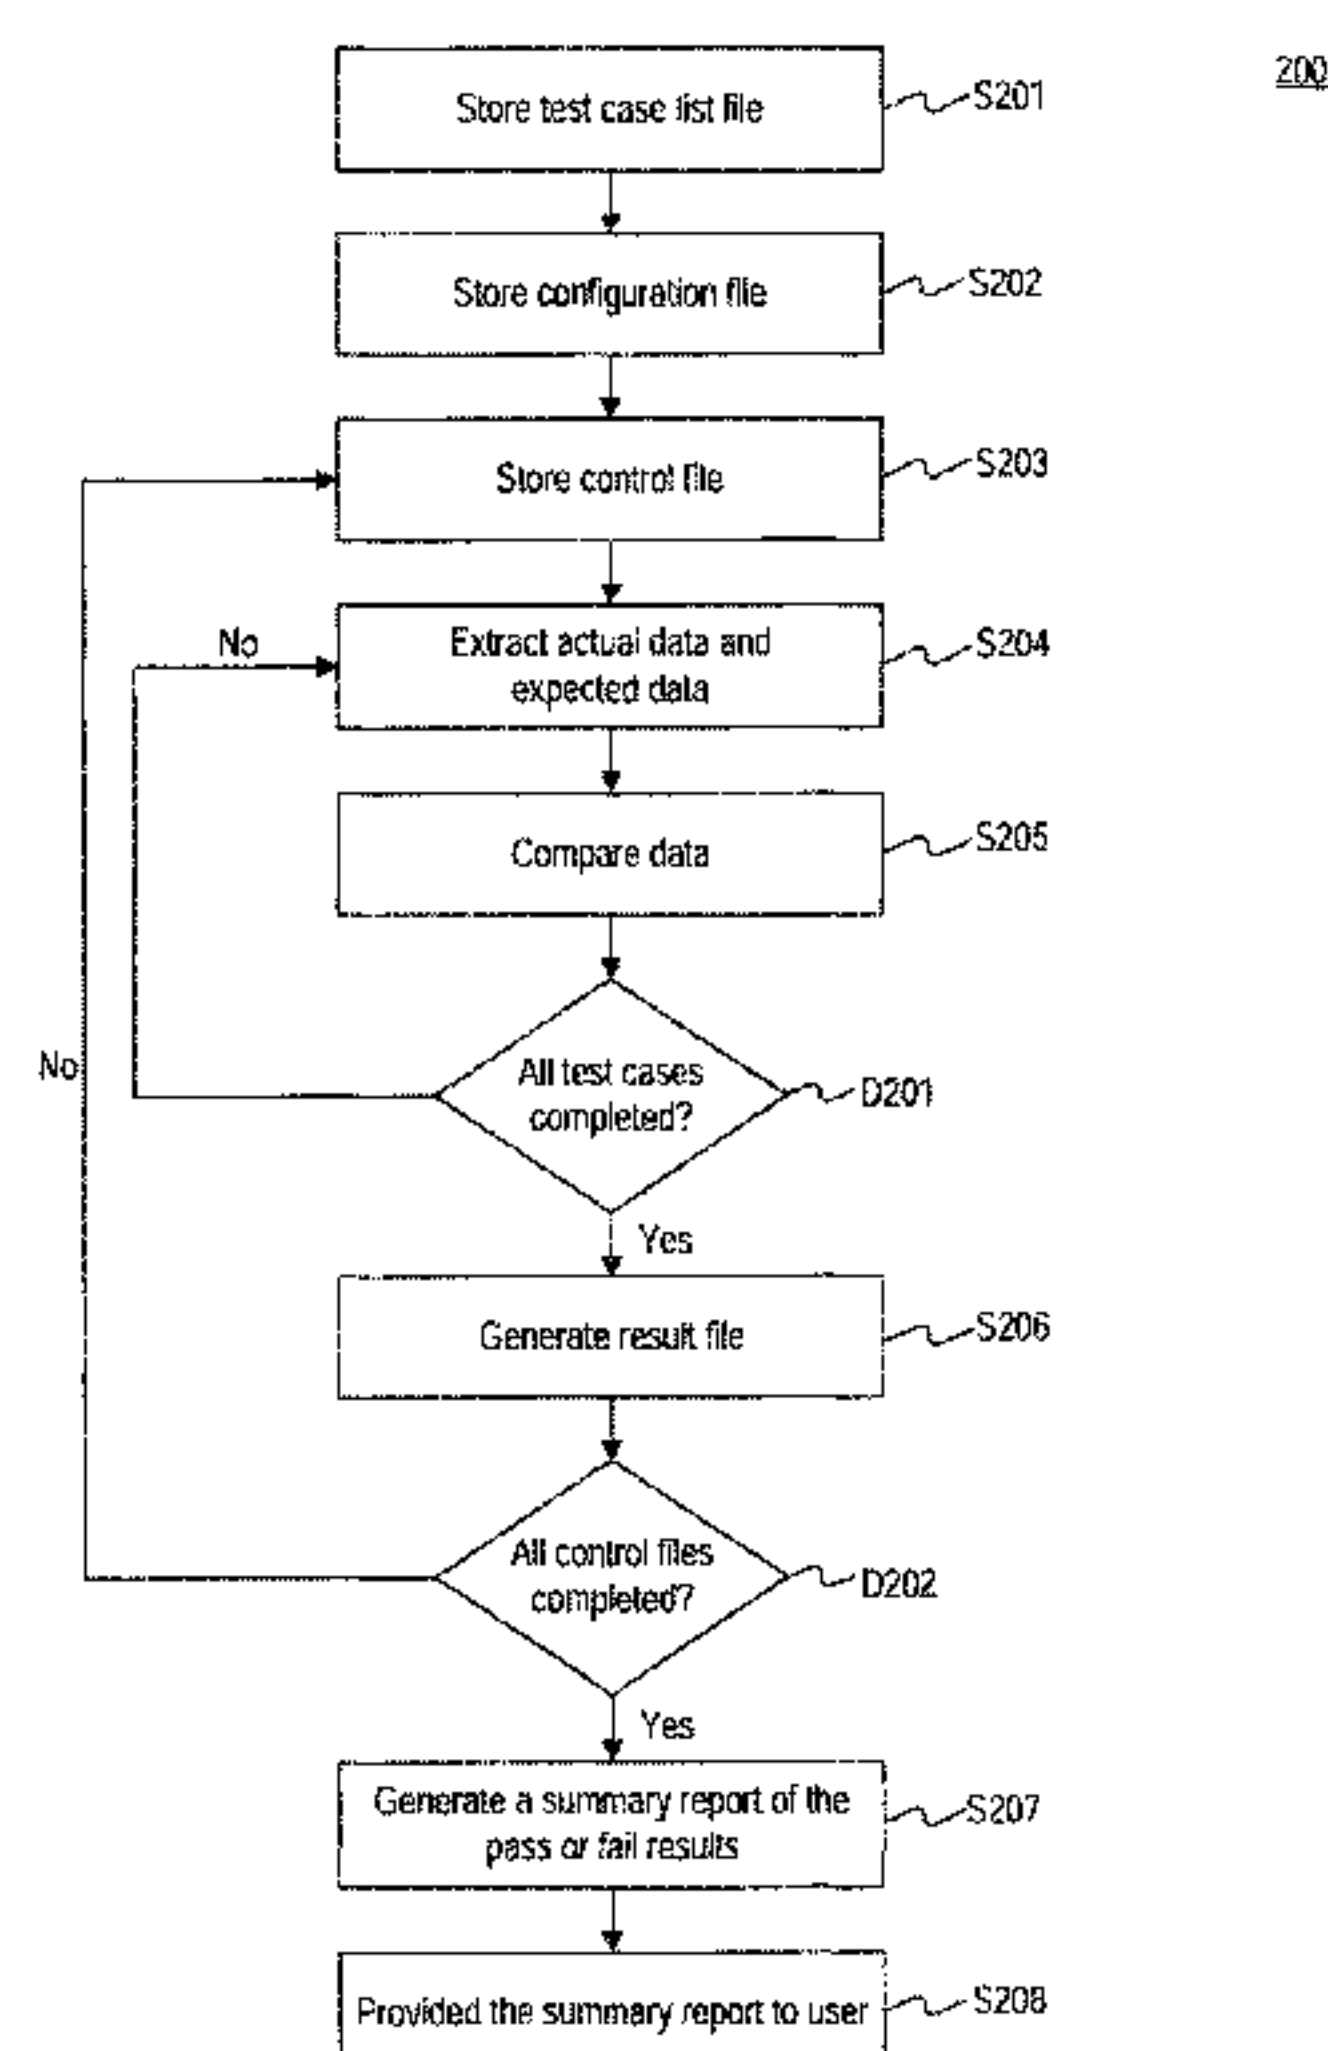 200
Store test case list file
S201
Store configuration file
S202
Store control file
S203
No
Extract actual data and
expected data
S204
Compare data
S205
No
All test cases
completed?
D201
Yes
Generate result file
S206
All control files
completed?
D202
Yes
Generate a summary report of the
pass or fail results
S207
Provided the summary report to user
S208